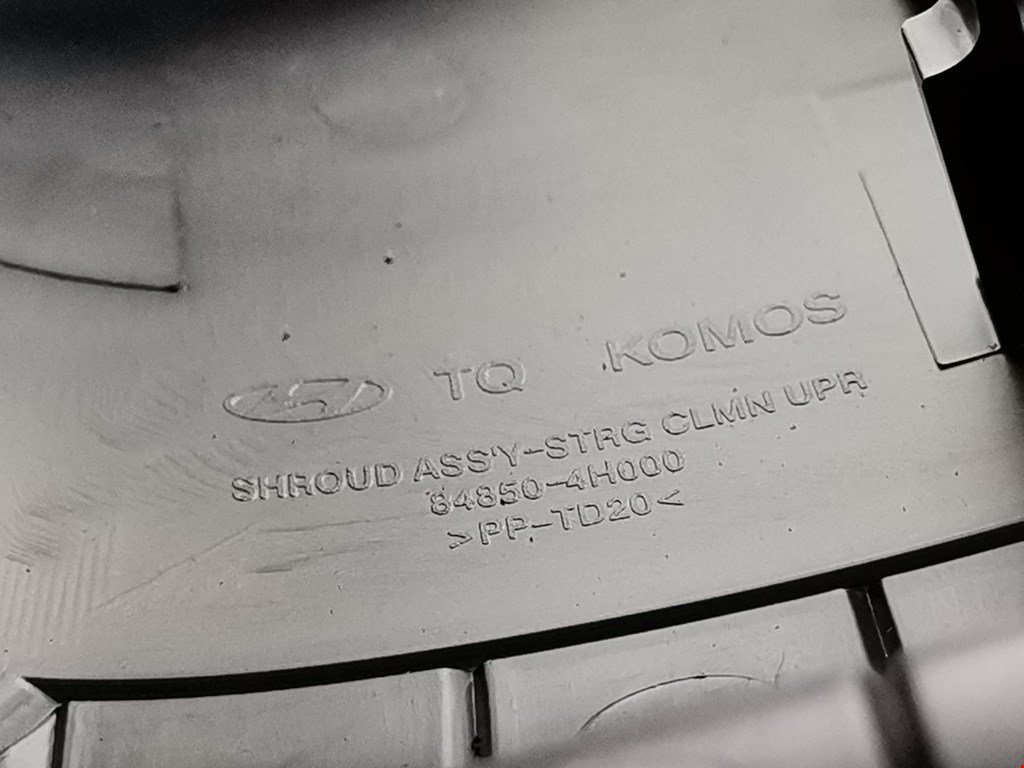 TQ KOMOS
SHROUD ASS'Y-STRG CLMN UPR
84850-4H000
>PP-TD20<